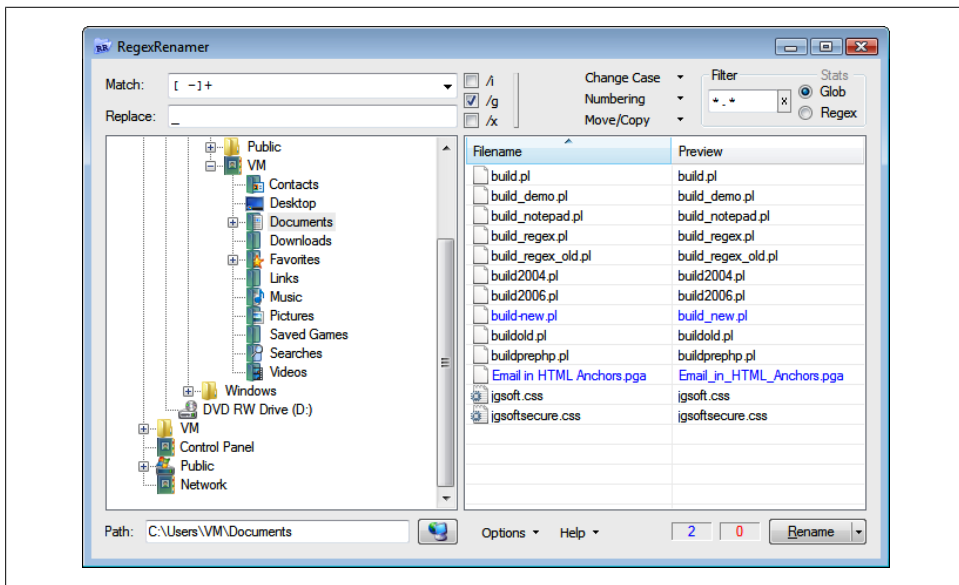 RegexRenamer
Match: [ -]+ /i Change Case Filter Stats
/g Numbering *.* x Glob
Replace: _ /x Move/Copy Regex
Public
VM
Contacts
Desktop
Documents
Downloads
Favorites
Links
Music
Pictures
Saved Games
Searches
Videos
Windows
DVD RW Drive (D:)
VM
Control Panel
Public
Network
Filename Preview
build.pl build.pl
build_demo.pl build_demo.pl
build_notepad.pl build_notepad.pl
build_regex.pl build_regex.pl
build_regex_old.pl build_regex_old.pl
build2004.pl build2004.pl
build2006.pl build2006.pl
build-new.pl build_new.pl
buildold.pl buildold.pl
buildprephp.pl buildprephp.pl
Email in HTML Anchors.pga Email_in_HTML_Anchors.pga
jgsoft.css jgsoft.css
jgsoftsecure.css jgsoftsecure.css
Path: C:\Users\VM\Documents Options Help 2 0 Rename